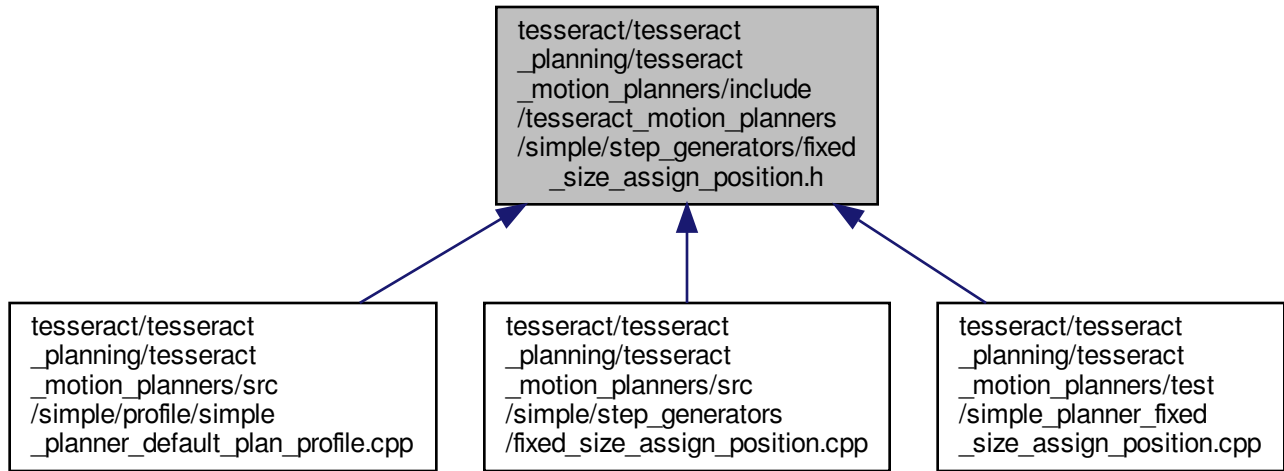 tesseract/tesseract
_planning/tesseract
_motion_planners/include
/tesseract_motion_planners
/simple/step_generators/fixed
_size_assign_position.h
tesseract/tesseract
_planning/tesseract
_motion_planners/src
/simple/profile/simple
_planner_default_plan_profile.cpp
tesseract/tesseract
_planning/tesseract
_motion_planners/src
/simple/step_generators
/fixed_size_assign_position.cpp
tesseract/tesseract
_planning/tesseract
_motion_planners/test
/simple_planner_fixed
_size_assign_position.cpp